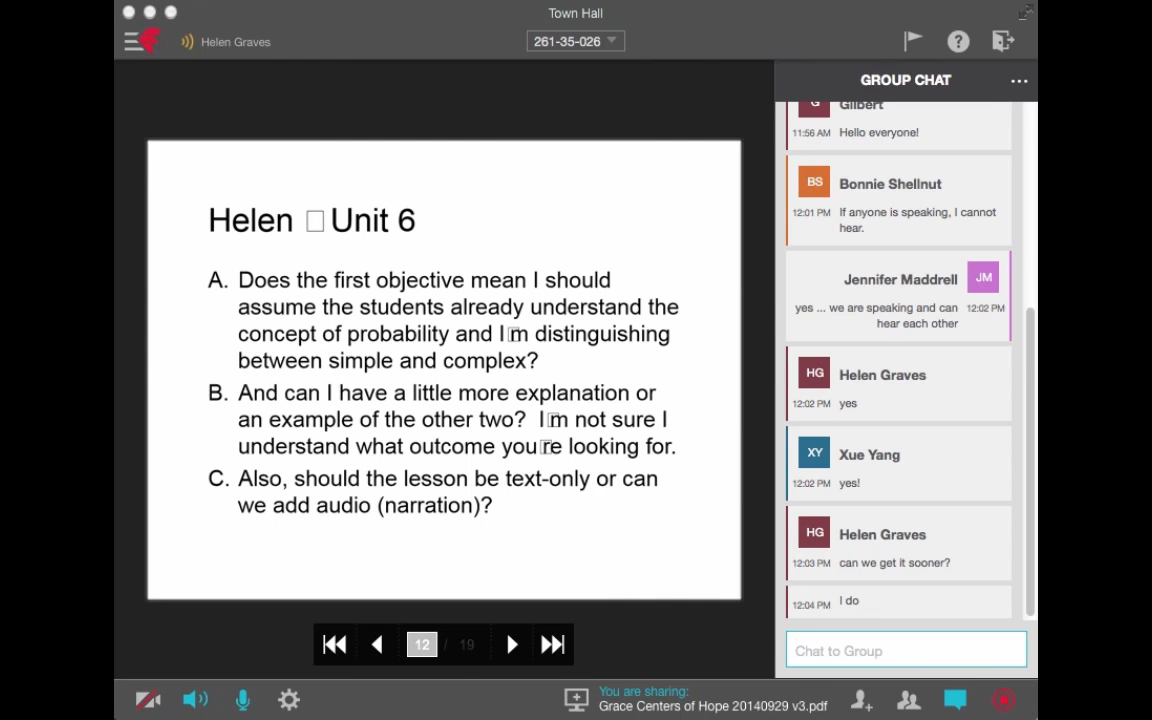 Town Hall
Helen Graves
261-35-026
?
GROUP CHAT
G
Gilbert
11:56 AM Hello everyone!
BS
Bonnie Shellnut
12:01 PM If anyone is speaking, I cannot
hear.
Jennifer Maddrell
JM
yes ... we are speaking and can 12:02 PM
hear each other
HG
Helen Graves
12:02 PM yes
XY
Xue Yang
12:02 PM yes!
HG
Helen Graves
12:03 PM can we get it sooner?
12:04 PM I do
Chat to Group
Helen □ Unit 6
A. Does the first objective mean I should
assume the students already understand the
concept of probability and I□m distinguishing
between simple and complex?
B. And can I have a little more explanation or
an example of the other two? I□m not sure I
understand what outcome you□re looking for.
C. Also, should the lesson be text-only or can
we add audio (narration)?
12 / 19
You are sharing:
Grace Centers of Hope 20140929 v3.pdf